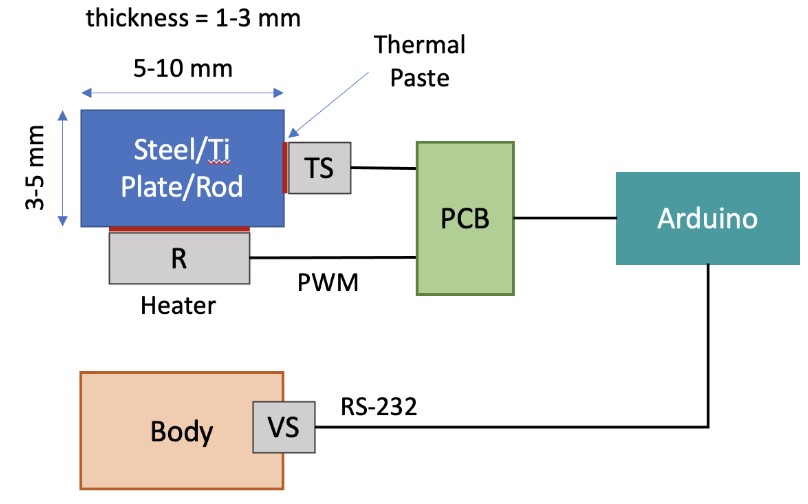 thickness = 1-3 mm
Thermal
Paste
5-10 mm
3-5 mm
Steel/Ti
Plate/Rod
TS
PCB
Arduino
R
PWM
Heater
RS-232
Body
VS